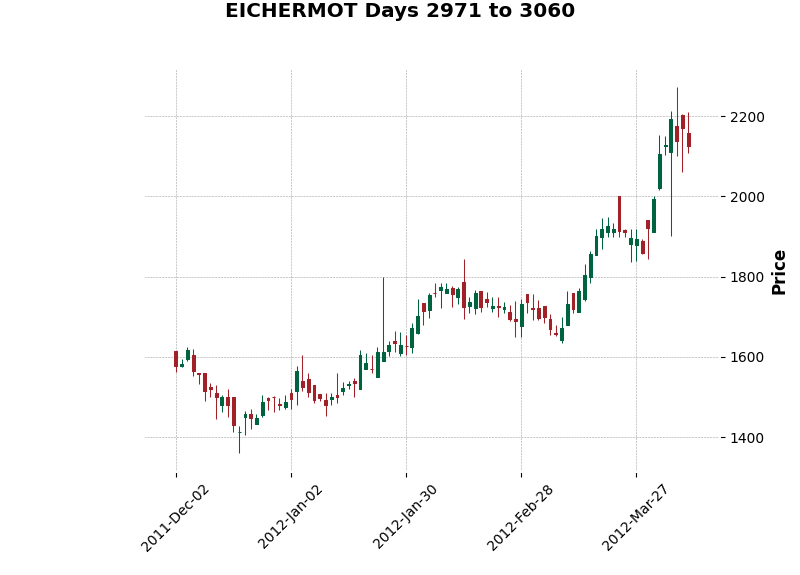 EICHERMOT Days 2971 to 3060
2200
2000
1800
1600
1400
Price
2011-Dec-02
2012-Jan-02
2012-Jan-30
2012-Feb-28
2012-Mar-27